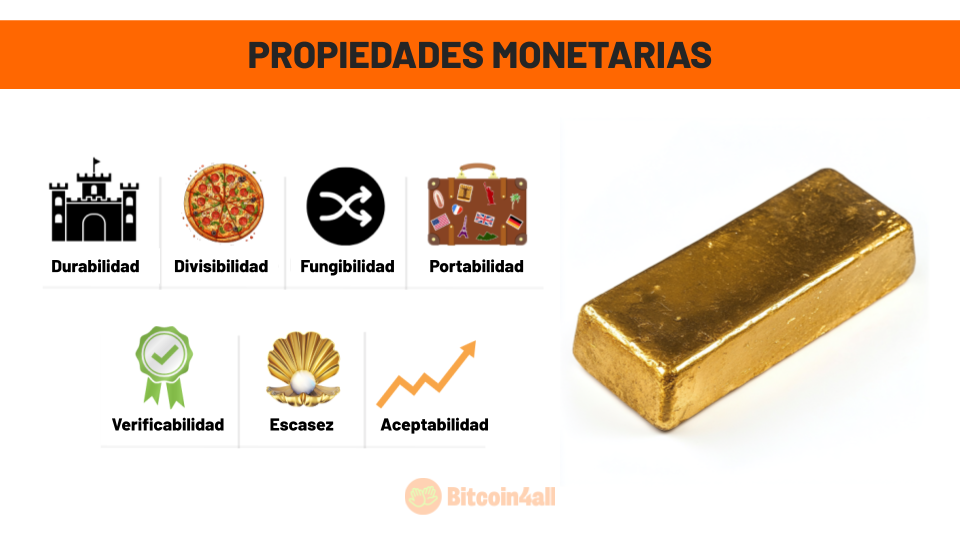 PROPIEDADES MONETARIAS
Durabilidad
Divisibilidad
Fungibilidad
Portabilidad
Verificabilidad
Escasez
Aceptabilidad
Bitcoin4all